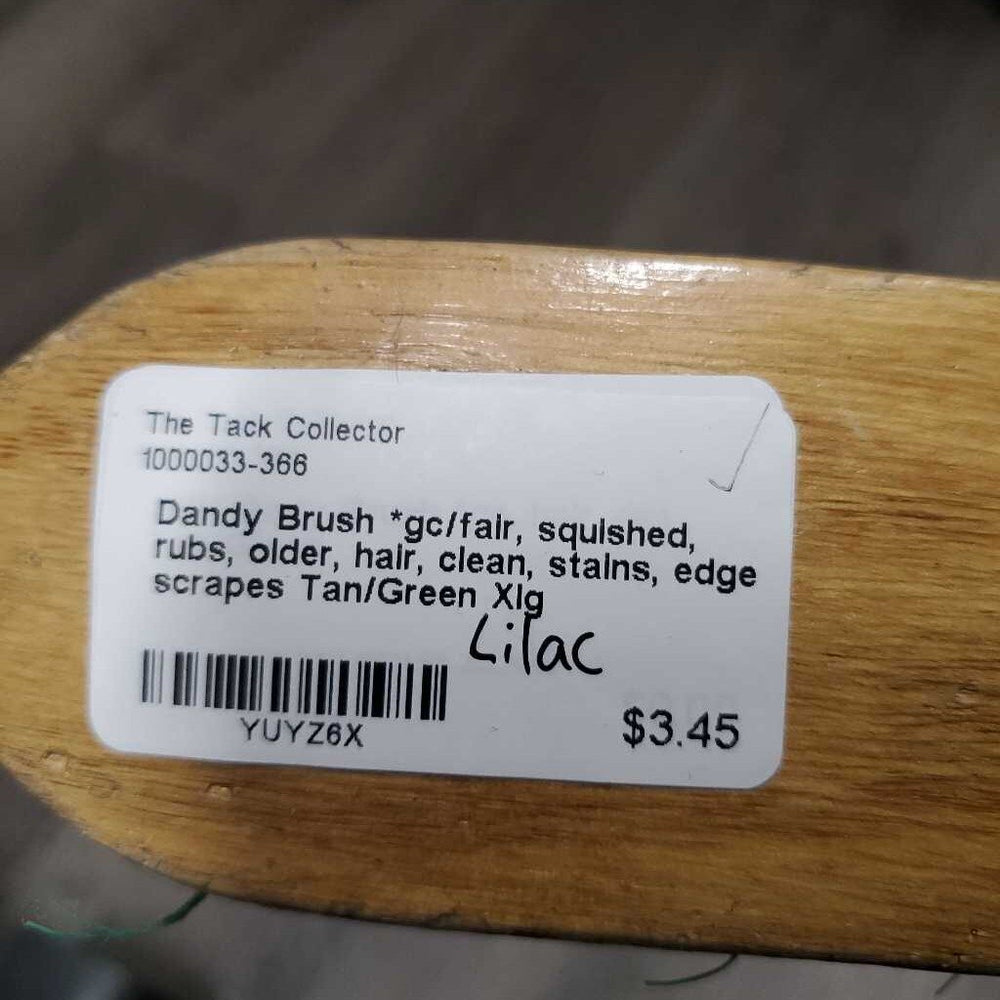 The Tack Collector
1000033-366
Dandy Brush *gc/fair, squished,
rubs, older, hair, clean, stains, edge
scrapes Tan/Green Xlg
Lilac
YUYZ6X
$3.45